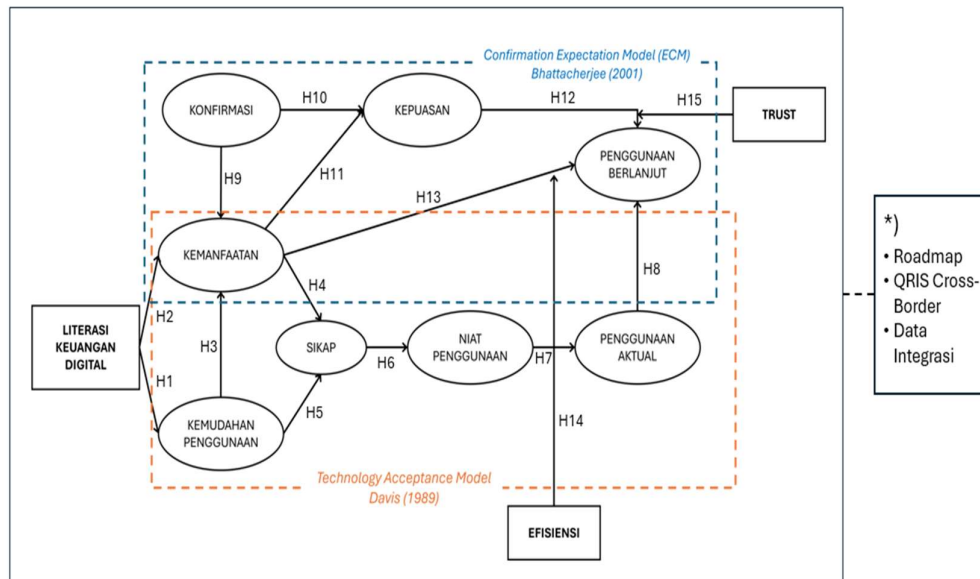 Confirmation Expectation Model (ECM)
Bhattacherjee (2001)
KONFIRMASI
H10
KEPUASAN
H12
H15
TRUST
PENGGUNAAN
BERLANJUT
H9
H11
H13
KEMANFAATAN
H4
H8
H2
LITERASI
KEUANGAN
DIGITAL
H3
SIKAP
H6
NIAT
PENGGUNAAN
H7
PENGGUNAAN
AKTUAL
H1
H5
KEMUDAHAN
PENGGUNAAN
H14
Technology Acceptance Model
Davis (1989)
EFISIENSI
*)
• Roadmap
• QRIS Cross-
Border
• Data
Integrasi